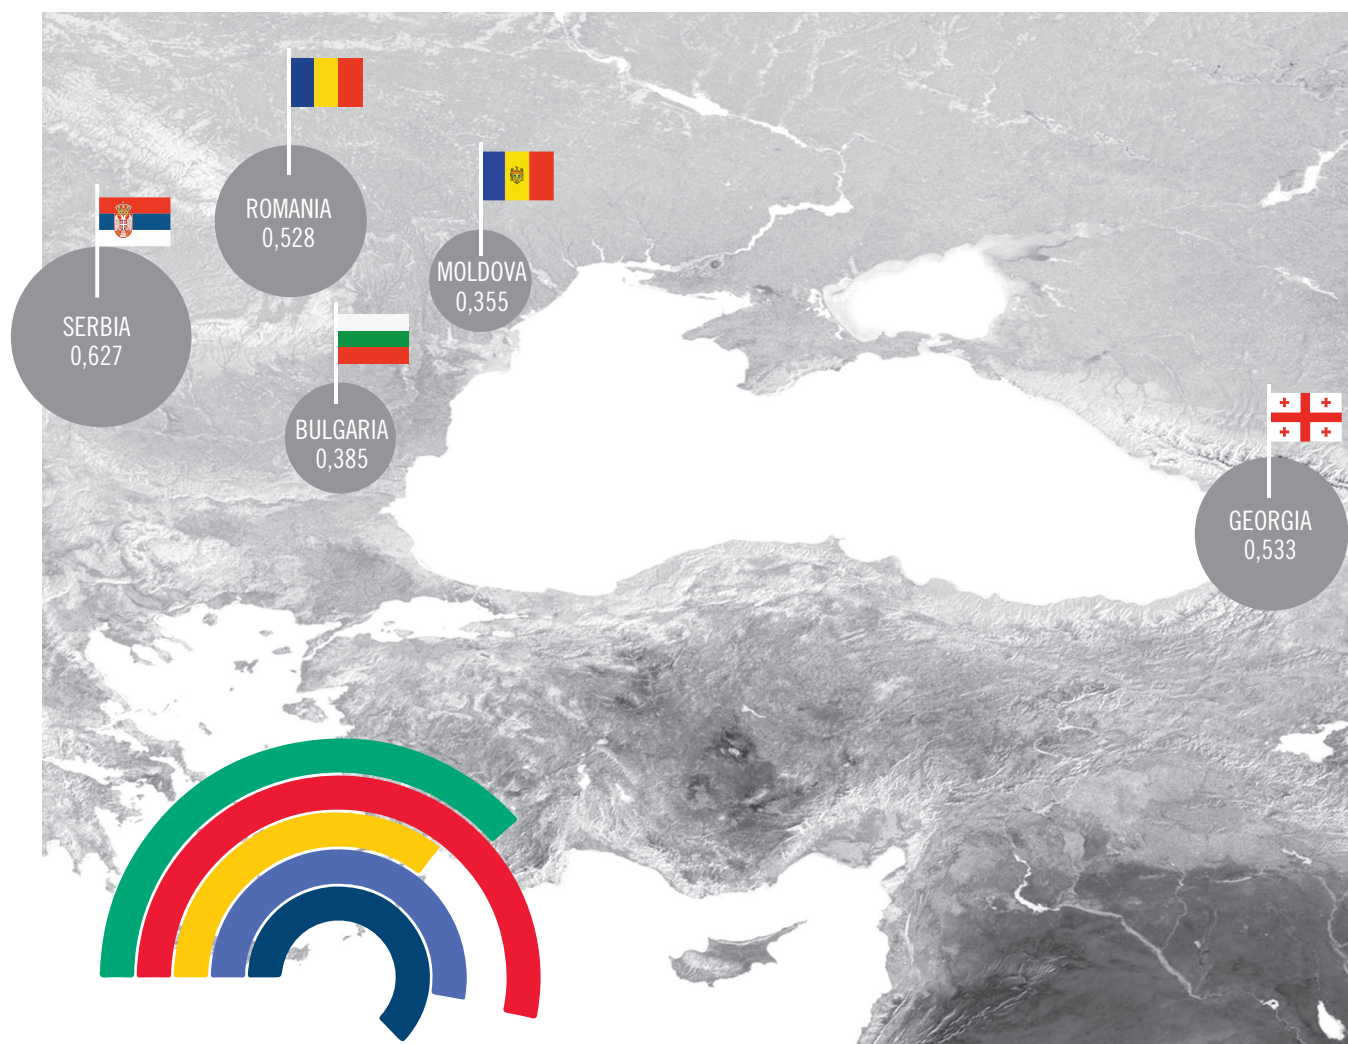 ROMANIA
0,528
MOLDOVA
0,355
SERBIA
0,627
BULGARIA
0,385
GEORGIA
0,533